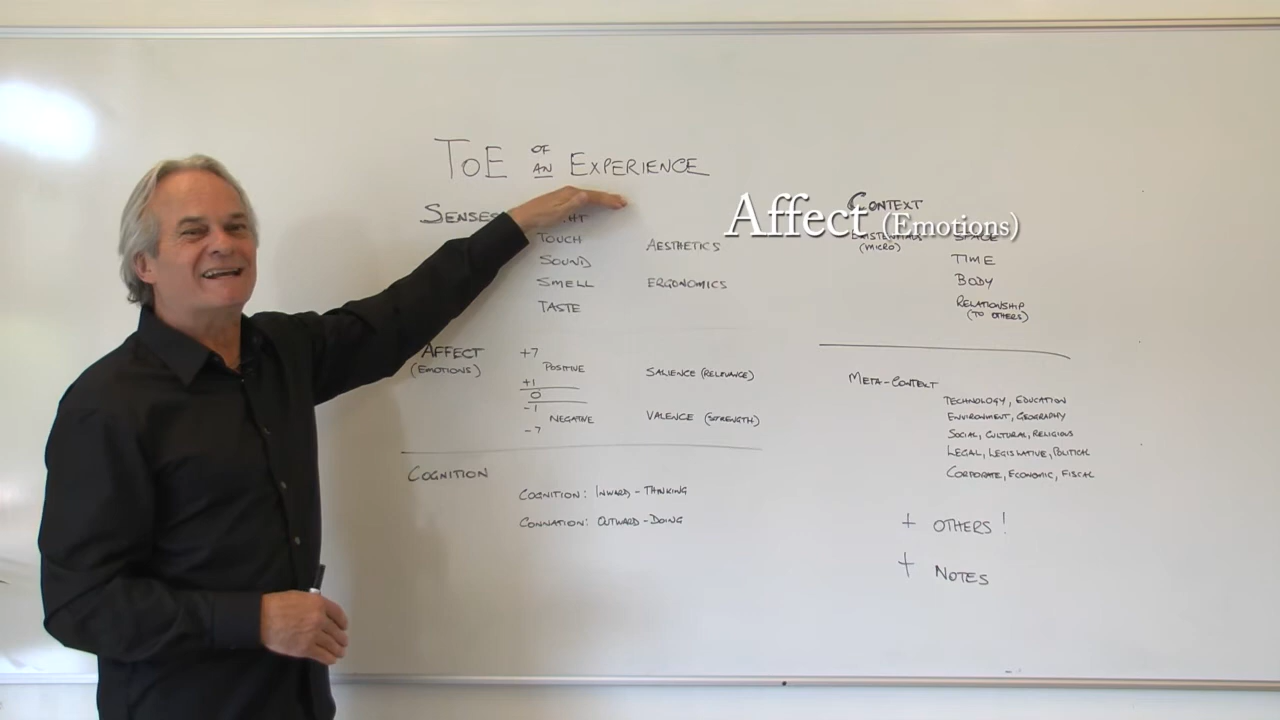 ToE OF AN EXPERIENCE
SENSES
TOUCH
SOUND
SMELL
TASTE
AESTHETICS
ERGONOMICS
AFFECT
(EMOTIONS)
+7
POSITIVE
+1
0
-1
NEGATIVE
-7
SALIENCE (RELEVANCE)
VALENCE (STRENGTH)
COGNITION
COGNITION: INWARD - THINKING
CONNATION: OUTWARD - DOING
Affect (Emotions)
CONTEXT
(MICRO)
SPACE
TIME
BODY
RELATIONSHIP
(TO OTHERS)
META-CONTEXT
TECHNOLOGY, EDUCATION
ENVIRONMENT, GEOGRAPHY
SOCIAL, CULTURAL, RELIGIOUS
LEGAL, LEGISLATIVE, POLITICAL
CORPORATE, ECONOMIC, FISCAL
+ OTHERS!
+ NOTES